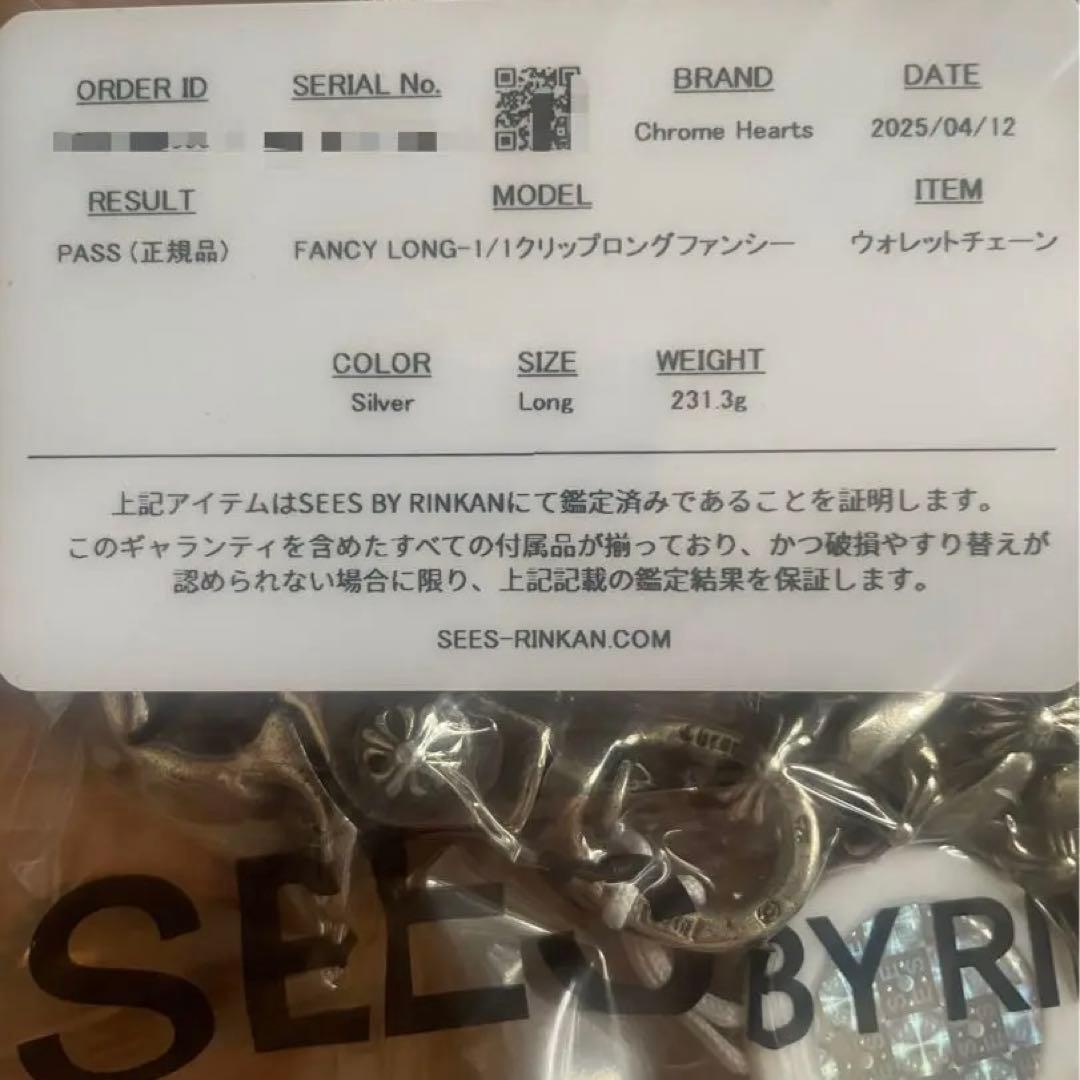 ORDER ID
SERIAL No.
BRAND
Chrome Hearts
DATE
2025/04/12
RESULT
PASS (正規品)
MODEL
FANCY LONG-1/1クリップロングファンシー
ITEM
ウォレットチェーン
COLOR
Silver
SIZE
Long
WEIGHT
231.3g
上記アイテムはSEES BY RINKANにて鑑定済みであることを証明します。
このギャランティを含めたすべての付属品が揃っており、かつ破損やすり替えが
認められない場合に限り、上記記載の鑑定結果を保証します。
SEES-RINKAN.COM
SEES BY RI